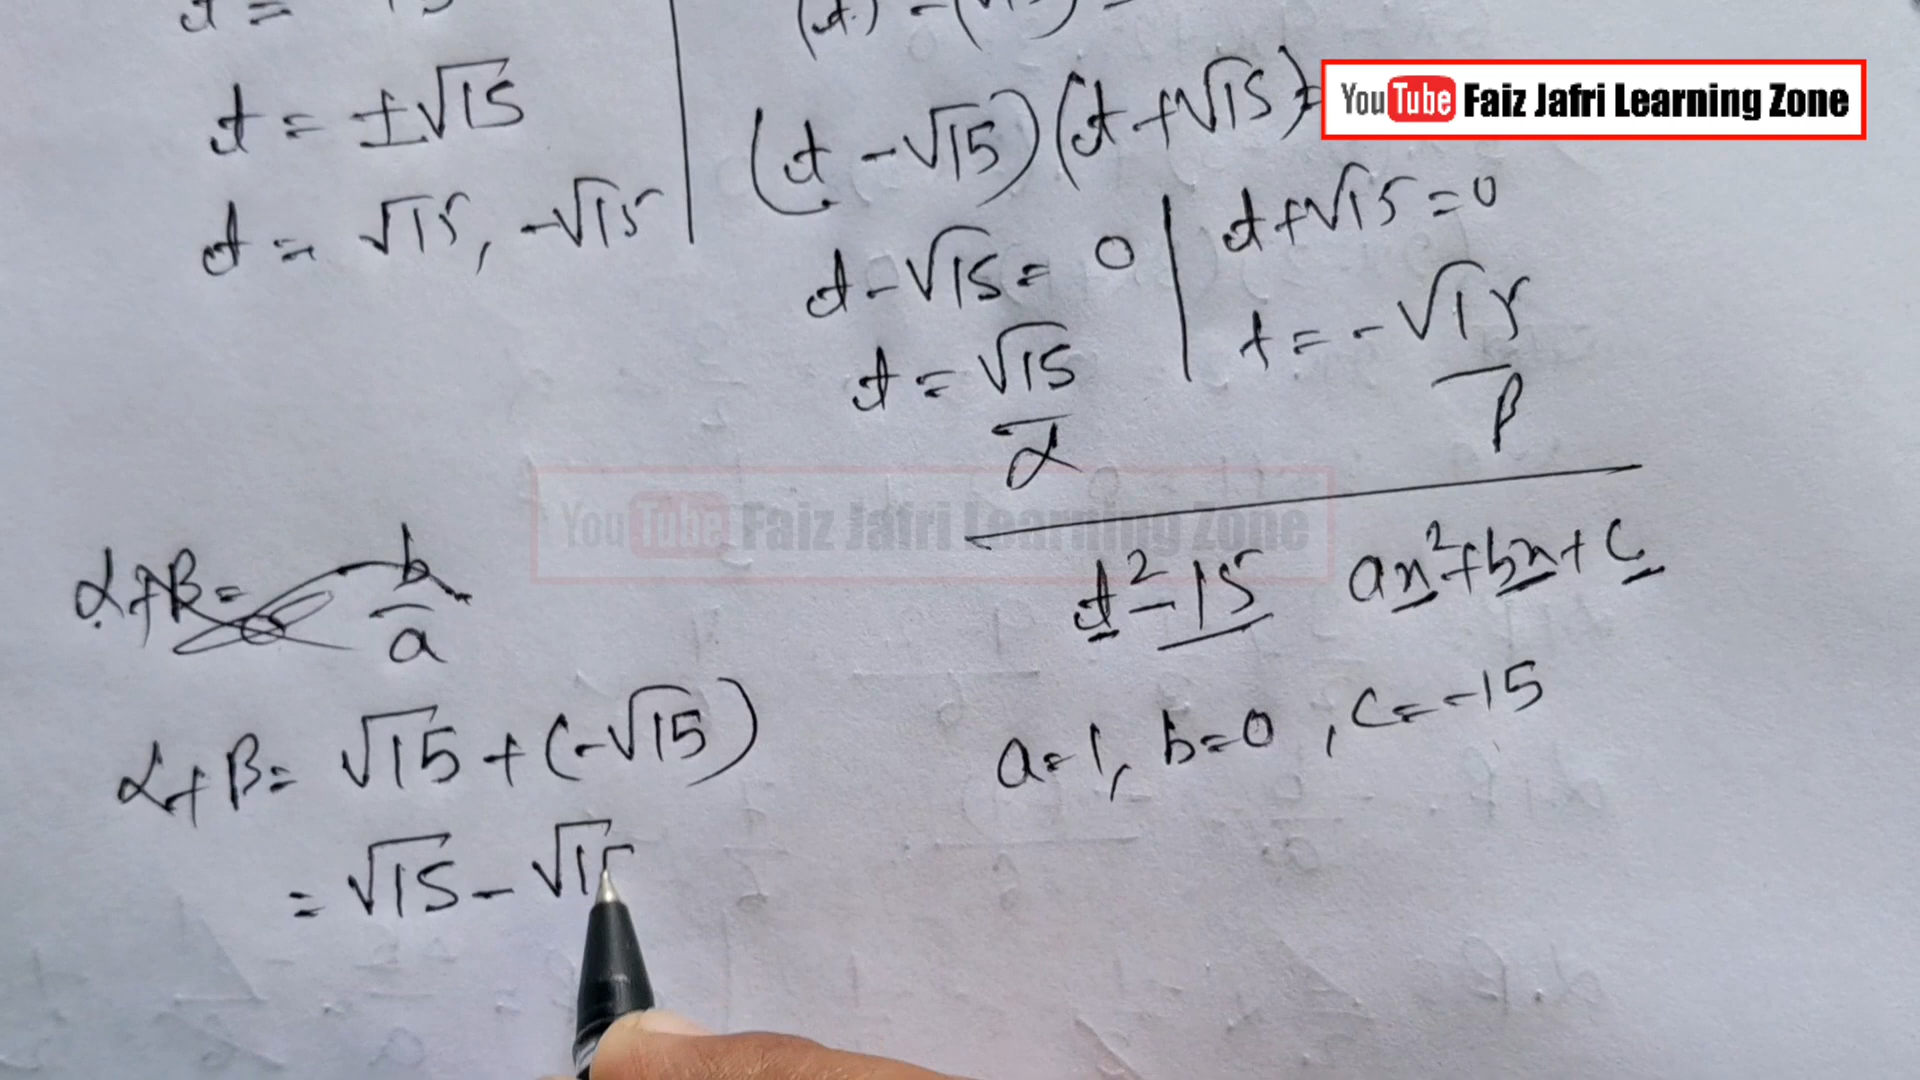 t = ±√15
t = √15, -√15
(t - √15)(t + √15) =
t - √15 = 0
t = √15
α
t + √15 = 0
t = -√15
β
YouTube Faiz Jafri Learning Zone
YouTube Faiz Jafri Learning Zone
α+β = b/a
t² - 15 ax²+bx+c
a=1, b=0, c=-15
α+β = √15 + (-√15)
= √15 - √15